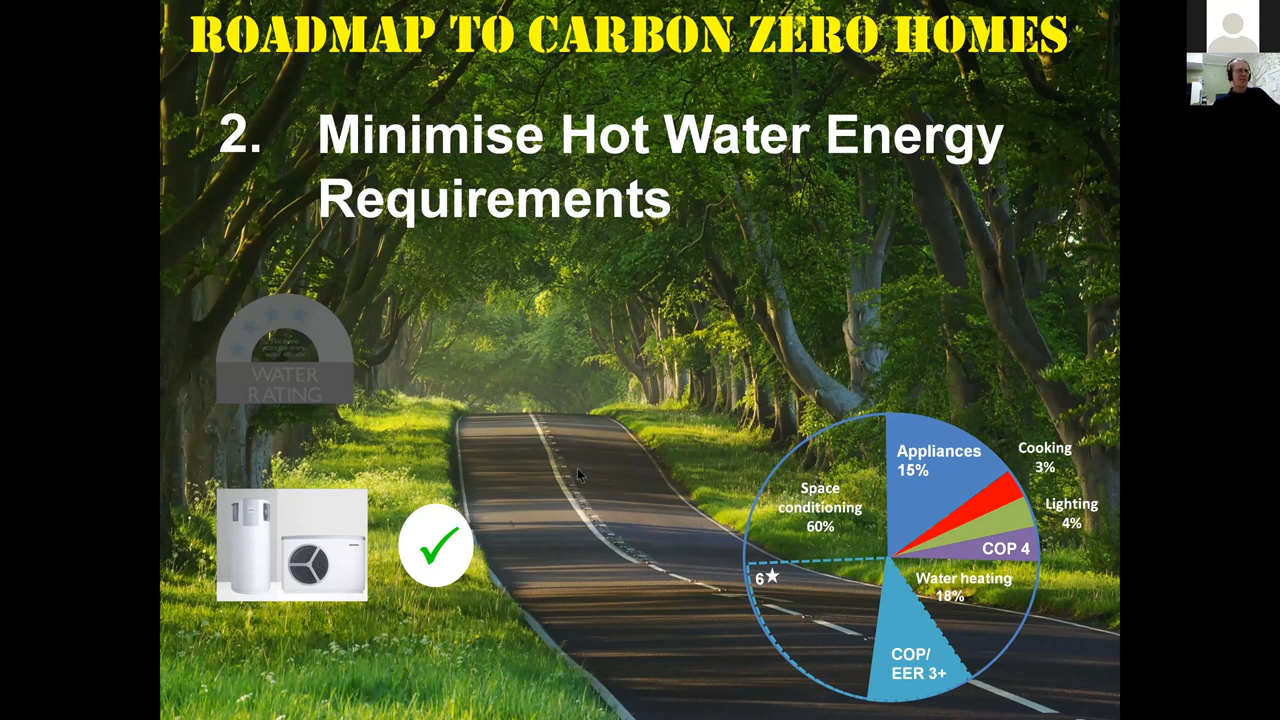 ROADMAP TO CARBON ZERO HOMES
2. Minimise Hot Water Energy
Requirements
WATER
RATING
Appliances
15%
Cooking
3%
Space
conditioning
60%
Lighting
4%
COP 4
6★
Water heating
18%
COP/
EER 3+